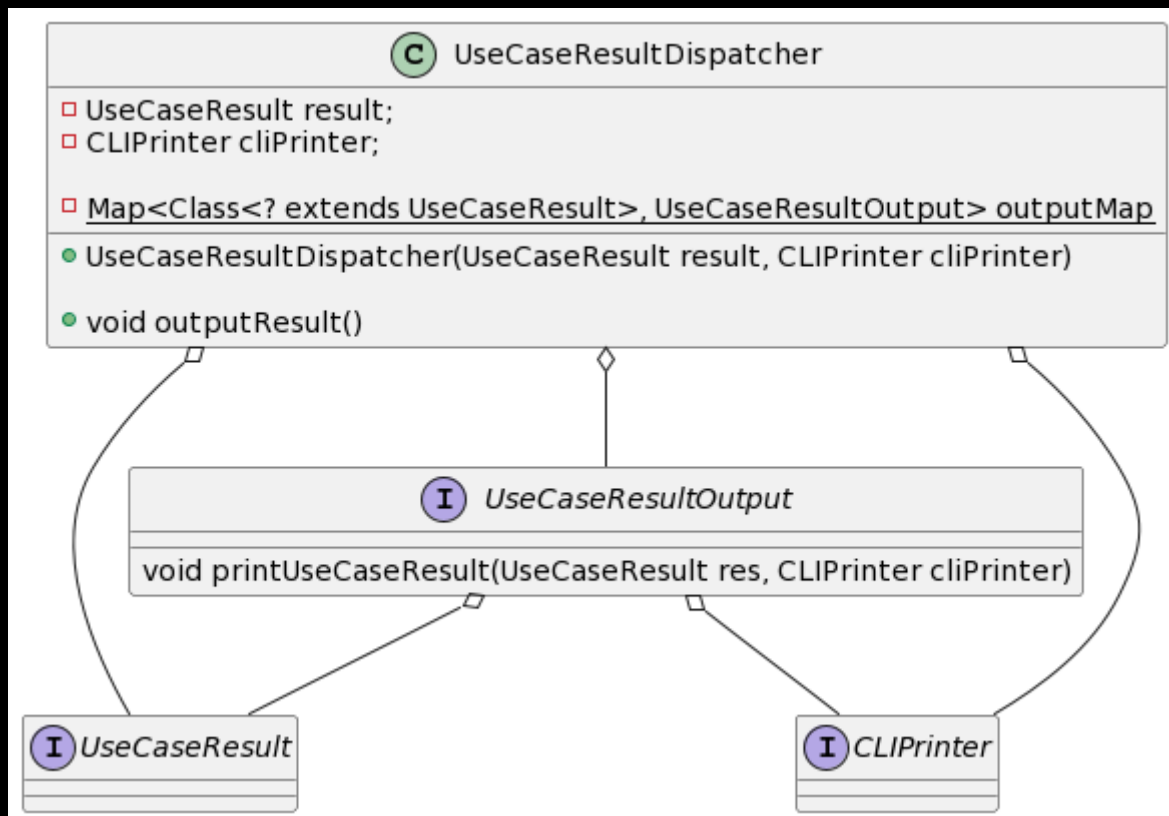 C UseCaseResultDispatcher
UseCaseResult result;
CLIPrinter cliPrinter;
Map<Class<? extends UseCaseResult>, UseCaseResultOutput> outputMap
UseCaseResultDispatcher(UseCaseResult result, CLIPrinter cliPrinter)
void outputResult()
I UseCaseResultOutput
void printUseCaseResult(UseCaseResult res, CLIPrinter cliPrinter)
I UseCaseResult
I CLIPrinter